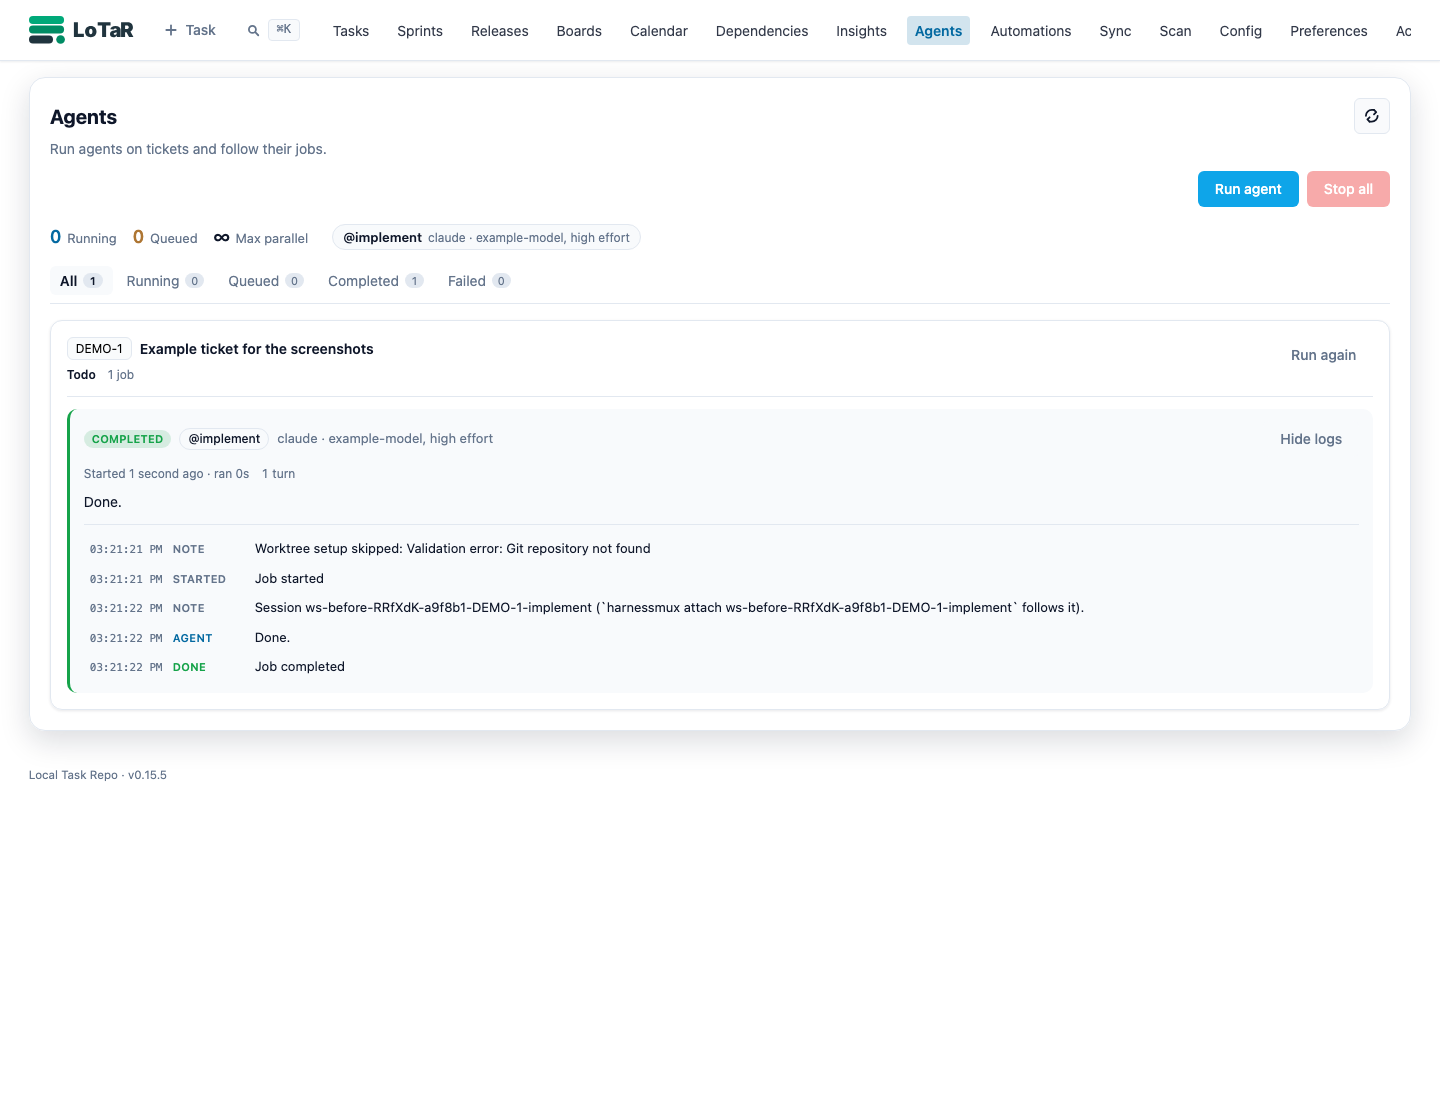 LoTaR + Task ⌘K Tasks Sprints Releases Boards Calendar Dependencies Insights Agents Automations Sync Scan Config Preferences Ac
Agents
Run agents on tickets and follow their jobs.
Run agent Stop all
0 Running 0 Queued ∞ Max parallel @implement claude · example-model, high effort
All 1 Running 0 Queued 0 Completed 1 Failed 0
DEMO-1 Example ticket for the screenshots
Run again
Todo 1 job
COMPLETED @implement claude · example-model, high effort Hide logs
Started 1 second ago · ran 0s 1 turn
Done.
03:21:21 PM NOTE Worktree setup skipped: Validation error: Git repository not found
03:21:21 PM STARTED Job started
03:21:22 PM NOTE Session ws-before-RRfXdK-a9f8b1-DEMO-1-implement (`harnessmux attach ws-before-RRfXdK-a9f8b1-DEMO-1-implement` follows it).
03:21:22 PM AGENT Done.
03:21:22 PM DONE Job completed
Local Task Repo · v0.15.5